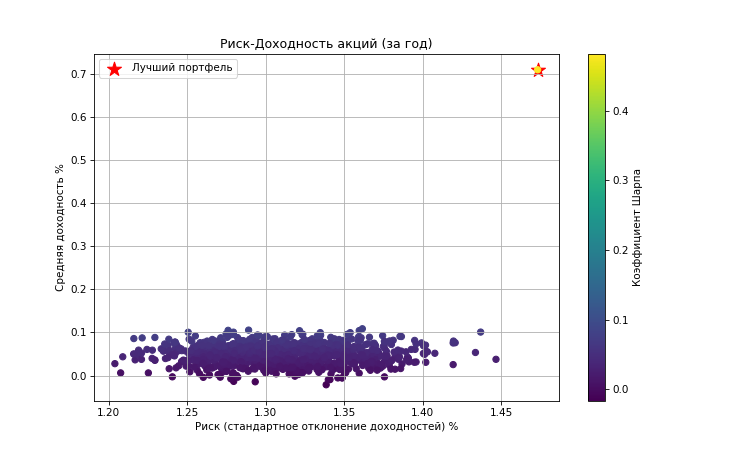 Риск-Доходность акций (за год)
Лучший портфель
Средняя доходность %
0.7
0.6
0.5
0.4
0.3
0.2
0.1
0.0
1.20 1.25 1.30 1.35 1.40 1.45
Риск (стандартное отклонение доходностей) %
0.4
0.3
0.2
0.1
0.0
Коэффициент Шарпа